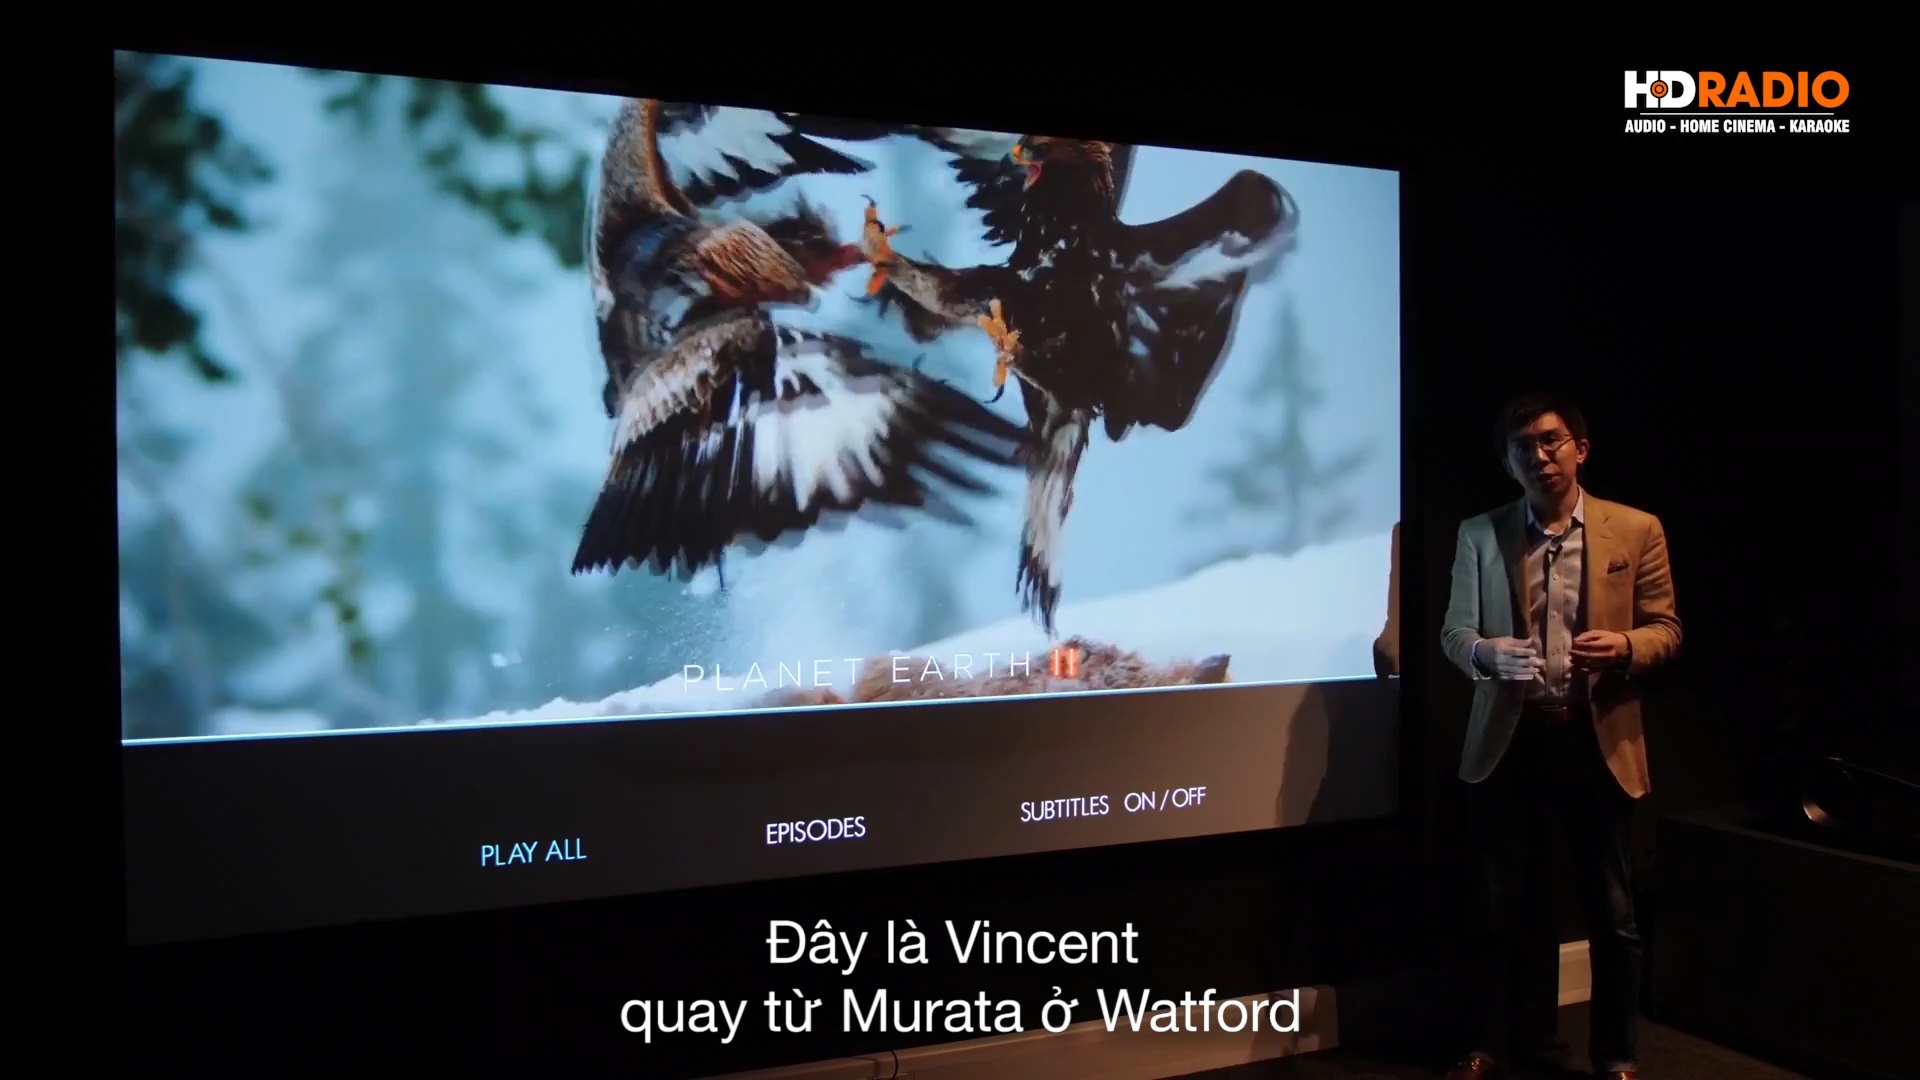 HDRADIO
AUDIO - HOME CINEMA - KARAOKE
PLANET EARTH II
PLAY ALL
EPISODES
SUBTITLES ON / OFF
Đây là Vincent
quay từ Murata ở Watford